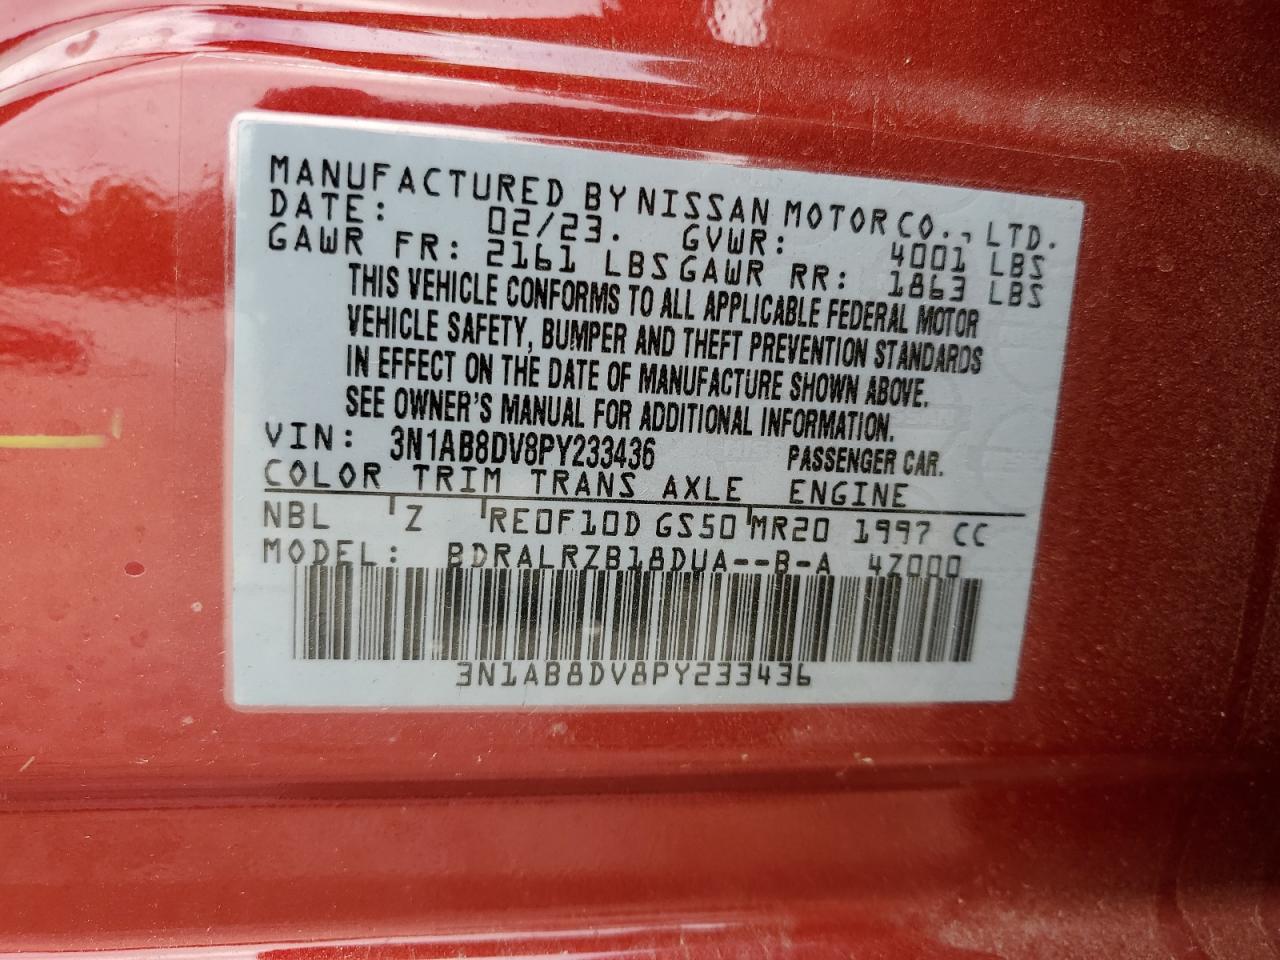 MANUFACTURED BY NISSAN MOTOR CO., LTD.
DATE: 02/23. GVWR: 4001 LBS
GAWR FR: 2161 LBS GAWR RR: 1863 LBS
THIS VEHICLE CONFORMS TO ALL APPLICABLE FEDERAL MOTOR
VEHICLE SAFETY, BUMPER AND THEFT PREVENTION STANDARDS
IN EFFECT ON THE DATE OF MANUFACTURE SHOWN ABOVE.
SEE OWNER'S MANUAL FOR ADDITIONAL INFORMATION.
VIN: 3N1AB8DV8PY233436 PASSENGER CAR.
COLOR TRIM TRANS AXLE ENGINE
NBL Z RE0F10D GS50 MR20 1997 CC
MODEL: BDRALRZB18DUA--B-A 4Z000
3N1AB8DV8PY233436